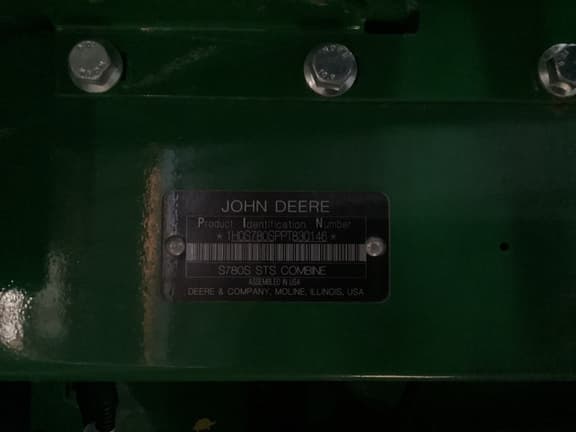 JOHN DEERE
Product Identification Number
*1H0S780SPPT830146*
S780S STS COMBINE
ASSEMBLED IN USA
DEERE & COMPANY, MOLINE, ILLINOIS, USA